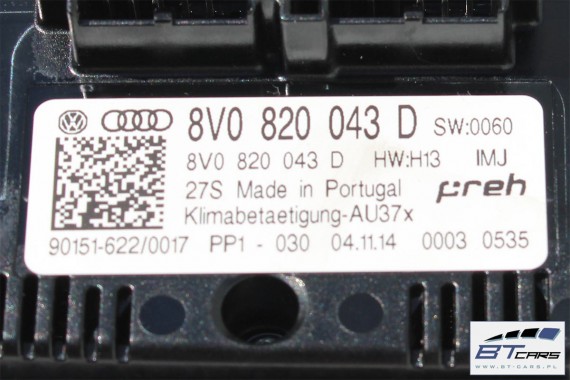 8V0 820 043 D SW:0060
8V0 820 043 D HW:H13 IMJ
27S Made in Portugal preh
Klimabetaetigung-AU37x
90151-622/0017 PP1 - 030 04.11.14 0003 0535
BT CARS
WWW.BT-CARS.PL